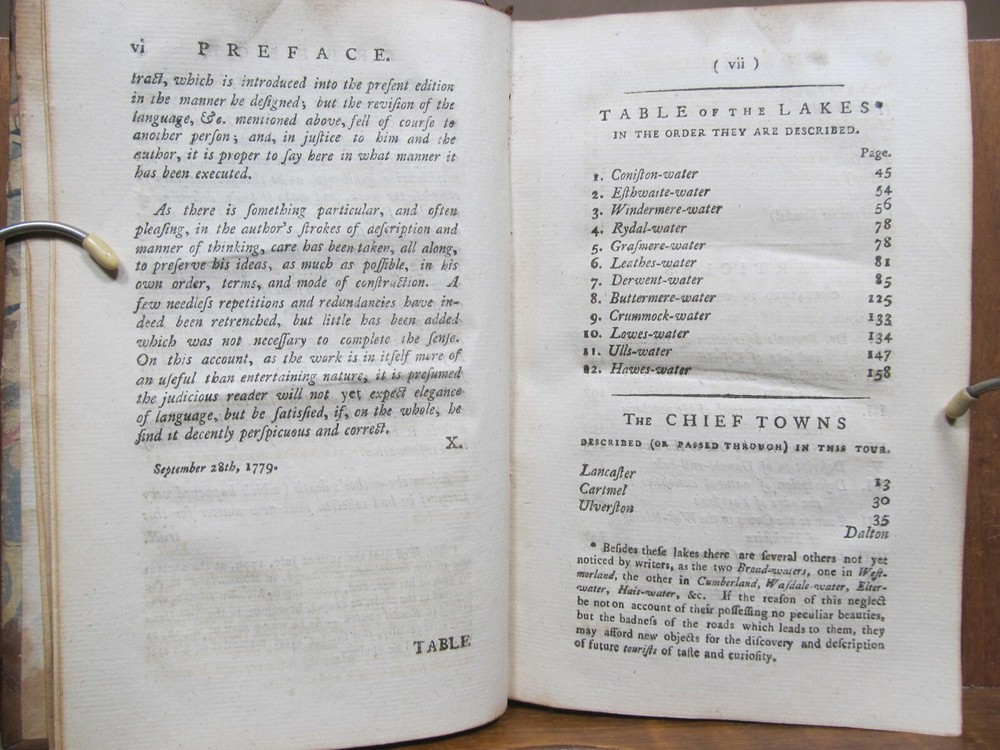 vi PREFACE.
tract, which is introduced into the preſent edition
in the manner he deſigned; but the reviſion of the
language, &c. mentioned above, fell of courſe to
another perſon; and, in juſtice to him and the
author, it is proper to ſay here in what manner it
has been executed.
As there is ſomething particular, and often
pleaſing, in the author's ſtrokes of deſcription and
manner of thinking, care has been taken, all along,
to preſerve his ideas, as much as poſſible, in his
own order, terms, and mode of conſtruction. A
few needleſs repetitions and redundancies have in-
deed been retrenched, but little has been added
which was not neceſſary to complete the ſenſe.
On this account, as the work is in itſelf more of
an uſeful than entertaining nature, it is preſumed
the judicious reader will not yet expect elegance
of language, but be ſatisfied, if, on the whole, he
find it decently perſpicuous and correct.
X.
September 28th, 1779.
TABLE
( vii )
TABLE OF THE LAKES*
IN THE ORDER THEY ARE DESCRIBED.
Page.
1. Coniſton-water 45
2. Eſthwaite-water 54
3. Windermere-water 56
4. Rydal-water 78
5. Graſmere-water 78
6. Leathes-water 81
7. Derwent-water 85
8. Buttermere-water 125
9. Crummock-water 133
10. Lowes-water 134
11. Ulls-water 147
12. Hawes-water 158
THE CHIEF TOWNS
DESCRIBED (OR PASSED THROUGH) IN THIS TOUR.
Lancaſter 13
Cartmel 30
Ulverſton 35
Dalton
* Beſides theſe lakes there are ſeveral others not yet
noticed by writers, as the two Broad-waters, one in Weſt-
morland, the other in Cumberland, Waſdale-water, Elter-
water, Hais-water, &c. If the reaſon of this neglect
be not on account of their poſſeſſing no peculiar beauties,
but the badneſs of the roads which leads to them, they
may afford new objects for the diſcovery and deſcription
of future touriſts of taſte and curioſity.